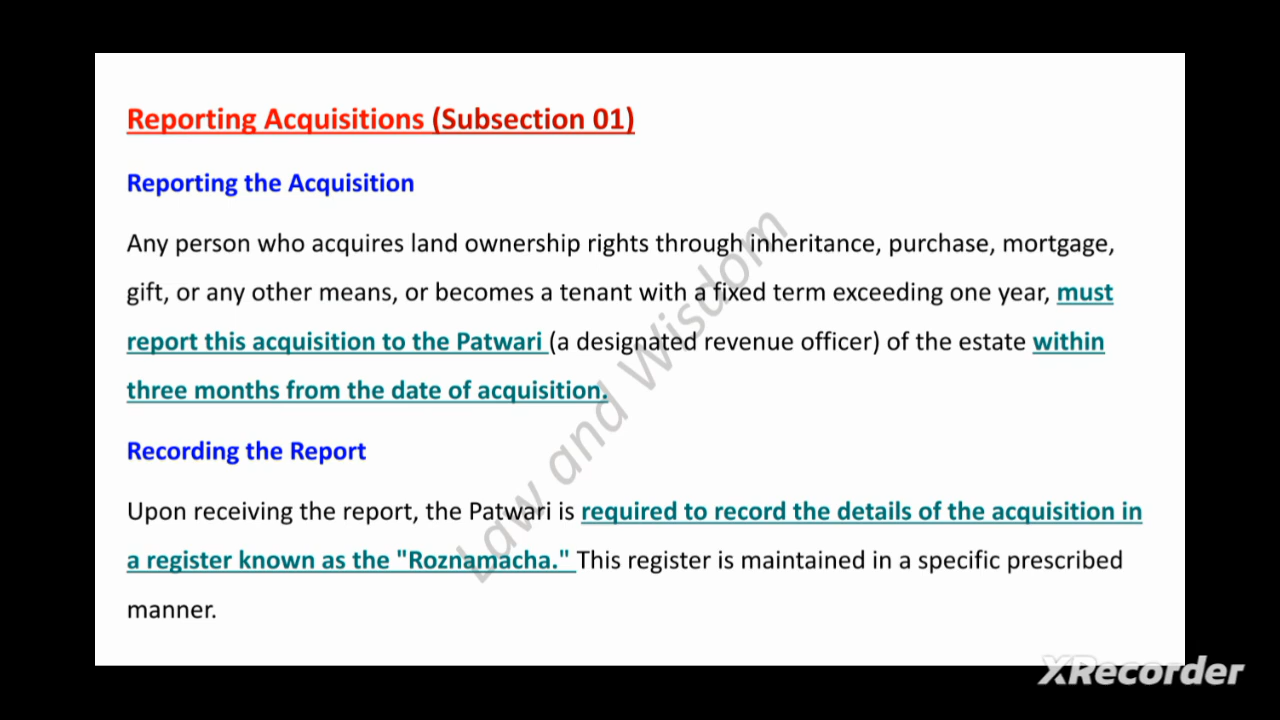 Reporting Acquisitions (Subsection 01)
Reporting the Acquisition
Any person who acquires land ownership rights through inheritance, purchase, mortgage,
gift, or any other means, or becomes a tenant with a fixed term exceeding one year, must
report this acquisition to the Patwari (a designated revenue officer) of the estate within
three months from the date of acquisition.
Recording the Report
Upon receiving the report, the Patwari is required to record the details of the acquisition in
a register known as the "Roznamacha." This register is maintained in a specific prescribed
manner.
Law and Wisdom
XRecorder